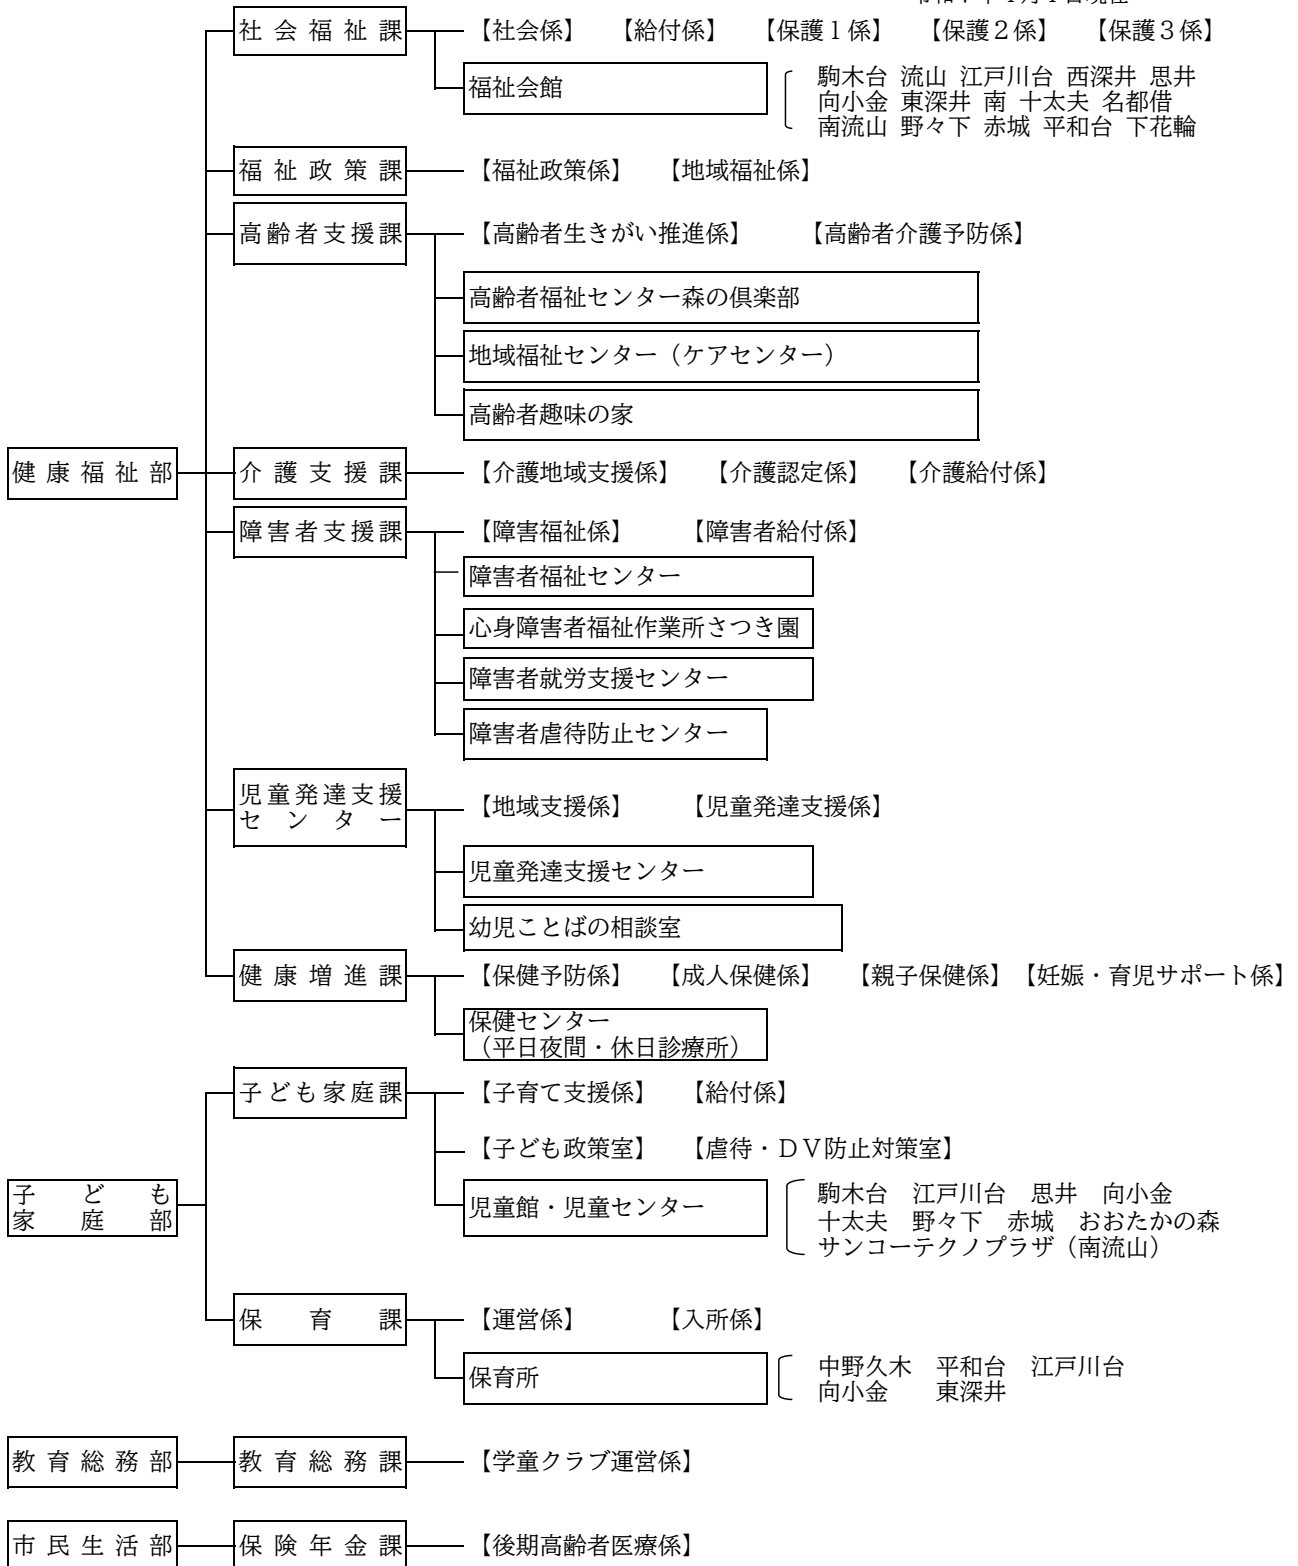 社会福祉課 【社会係】 【給付係】 【保護１係】 【保護２係】 【保護３係】
福祉会館
駒木台 流山 江戸川台 西深井 思井
向小金 東深井 南 十太夫 名都借
南流山 野々下 赤城 平和台 下花輪
福祉政策課 【福祉政策係】 【地域福祉係】
高齢者支援課 【高齢者生きがい推進係】 【高齢者介護予防係】
高齢者福祉センター森の倶楽部
地域福祉センター（ケアセンター）
高齢者趣味の家
健康福祉部 介護支援課 【介護地域支援係】 【介護認定係】 【介護給付係】
障害者支援課 【障害福祉係】 【障害者給付係】
障害者福祉センター
心身障害者福祉作業所さつき園
障害者就労支援センター
障害者虐待防止センター
児童発達支援
センター
【地域支援係】 【児童発達支援係】
児童発達支援センター
幼児ことばの相談室
健康増進課 【保健予防係】 【成人保健係】 【親子保健係】 【妊娠・育児サポート係】
保健センター
（平日夜間・休日診療所）
子ども家庭課 【子育て支援係】 【給付係】
【子ども政策室】 【虐待・ＤＶ防止対策室】
子ども
家庭部
児童館・児童センター
駒木台 江戸川台 思井 向小金
十太夫 野々下 赤城 おおたかの森
サンコーテクノプラザ（南流山）
保育課 【運営係】 【入所係】
保育所
中野久木 平和台 江戸川台
向小金 東深井
教育総務部 教育総務課 【学童クラブ運営係】
市民生活部 保険年金課 【後期高齢者医療係】